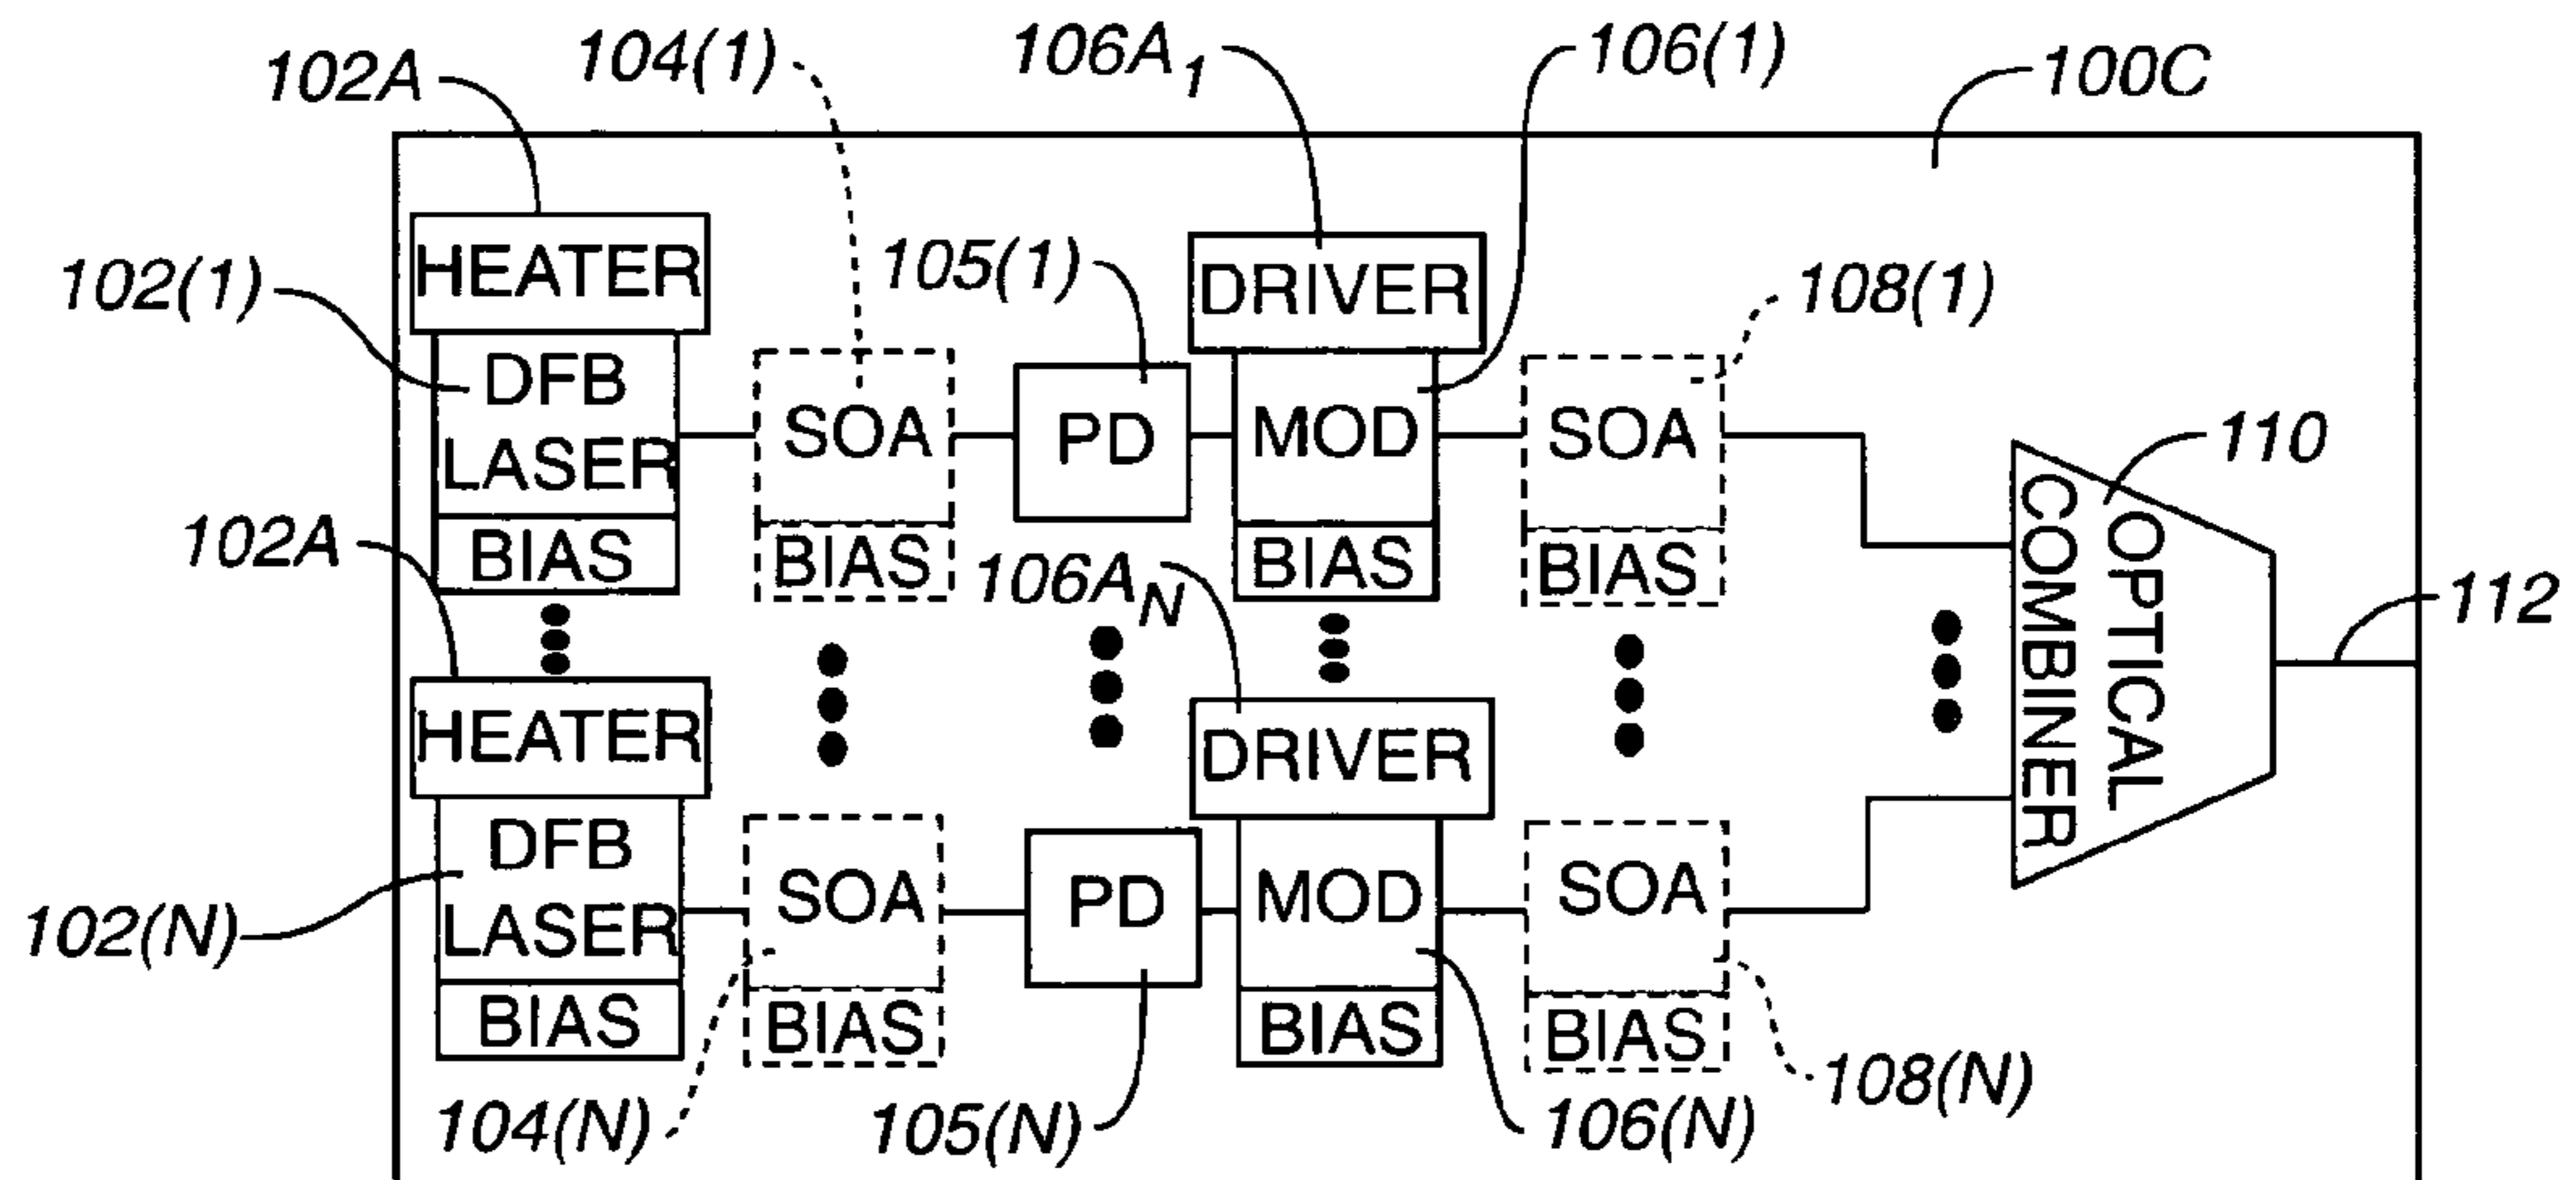 104(1)
106A1
106(1)
100C
102A
HEATER
105(1)
DRIVER
108(1)
102(1)
DFB
LASER
BIAS
SOA
BIAS
PD
MOD
BIAS
SOA
BIAS
110
OPTICAL
COMBINER
112
102A
106AN
HEATER
DRIVER
DFB
LASER
BIAS
SOA
BIAS
PD
MOD
BIAS
SOA
BIAS
102(N)
104(N)
105(N)
106(N)
108(N)